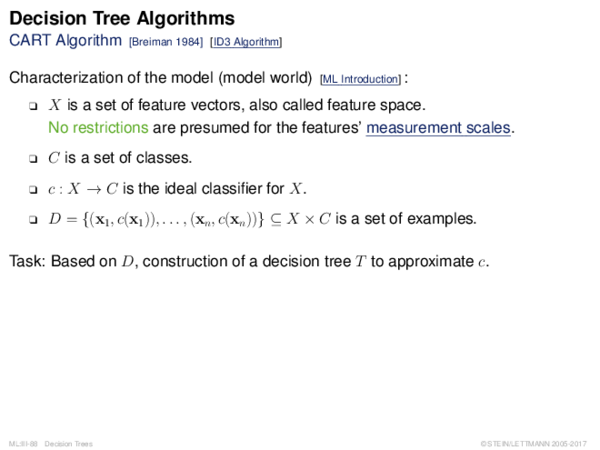 Decision Tree Algorithms
CART Algorithm [Breiman 1984] [ID3 Algorithm]
Characterization of the model (model world) [ML Introduction] :
❑ X is a set of feature vectors, also called feature space.
No restrictions are presumed for the features' measurement scales.
❑ C is a set of classes.
❑ c : X → C is the ideal classifier for X.
❑ D = {(x₁, c(x₁)), . . . , (xₙ, c(xₙ))} ⊆ X × C is a set of examples.
Task: Based on D, construction of a decision tree T to approximate c.
ML:III-88 Decision Trees © STEIN/LETTMANN 2005-2017